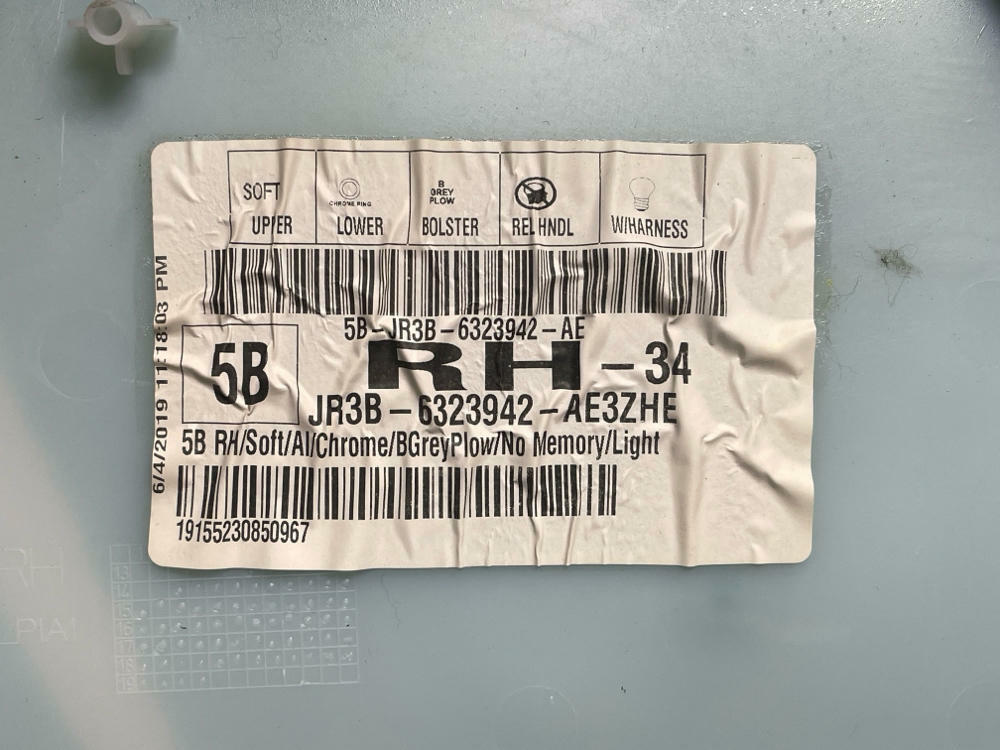 SOFT
UPPER
CHROME RING
LOWER
B
GREY
PLOW
BOLSTER
REL HNDL
W/HARNESS
5B-JR3B-6323942-AE
5B
RH-34
JR3B-6323942-AE3ZHE
5B RH/Soft/Al/Chrome/BGreyPlow/No Memory/Light
19155230850967
6/4/2019 11:18:03 PM
RH